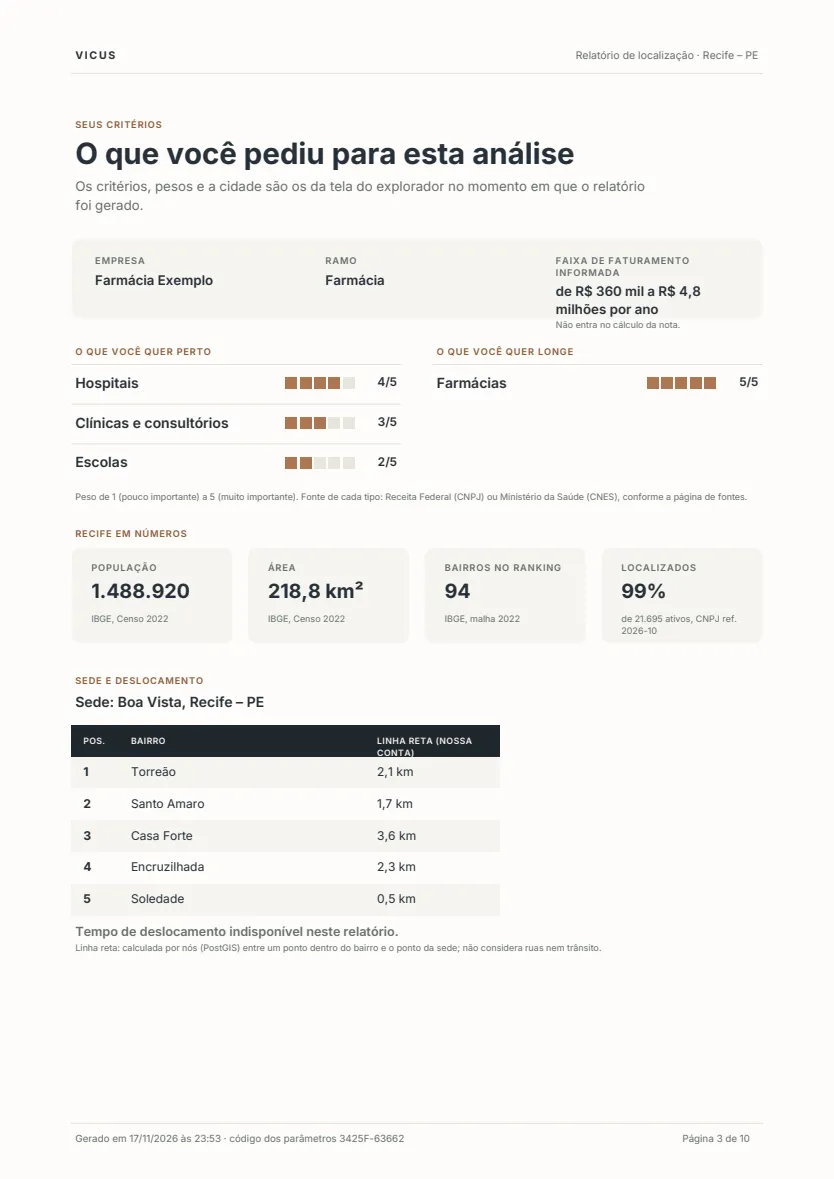 VICUS
Relatório de localização · Recife – PE
SEUS CRITÉRIOS
O que você pediu para esta análise
Os critérios, pesos e a cidade são os da tela do explorador no momento em que o relatório
foi gerado.
EMPRESA
Farmácia Exemplo
RAMO
Farmácia
FAIXA DE FATURAMENTO
INFORMADA
de R$ 360 mil a R$ 4,8
milhões por ano
Não entra no cálculo da nota.
O QUE VOCÊ QUER PERTO
Hospitais 4/5
Clínicas e consultórios 3/5
Escolas 2/5
O QUE VOCÊ QUER LONGE
Farmácias 5/5
Peso de 1 (pouco importante) a 5 (muito importante). Fonte de cada tipo: Receita Federal (CNPJ) ou Ministério da Saúde (CNES), conforme a página de fontes.
RECIFE EM NÚMEROS
POPULAÇÃO
1.488.920
IBGE, Censo 2022
ÁREA
218,8 km²
IBGE, Censo 2022
BAIRROS NO RANKING
94
IBGE, malha 2022
LOCALIZADOS
99%
de 21.695 ativos, CNPJ ref.
2026-10
SEDE E DESLOCAMENTO
Sede: Boa Vista, Recife – PE
POS. BAIRRO LINHA RETA (NOSSA
CONTA)
1 Torreão 2,1 km
2 Santo Amaro 1,7 km
3 Casa Forte 3,6 km
4 Encruzilhada 2,3 km
5 Soledade 0,5 km
Tempo de deslocamento indisponível neste relatório.
Linha reta: calculada por nós (PostGIS) entre um ponto dentro do bairro e o ponto da sede; não considera ruas nem trânsito.
Gerado em 17/11/2026 às 23:53 · código dos parâmetros 3425F-63662
Página 3 de 10